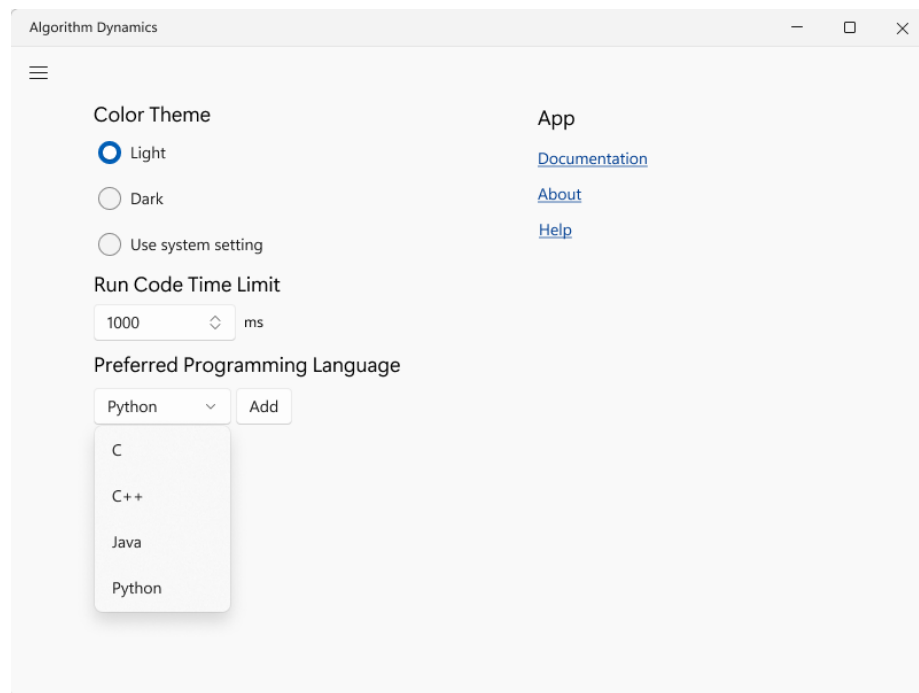 Algorithm Dynamics
Color Theme
Light
Dark
Use system setting
Run Code Time Limit
1000 ms
Preferred Programming Language
Python Add
C
C++
Java
Python
App
Documentation
About
Help